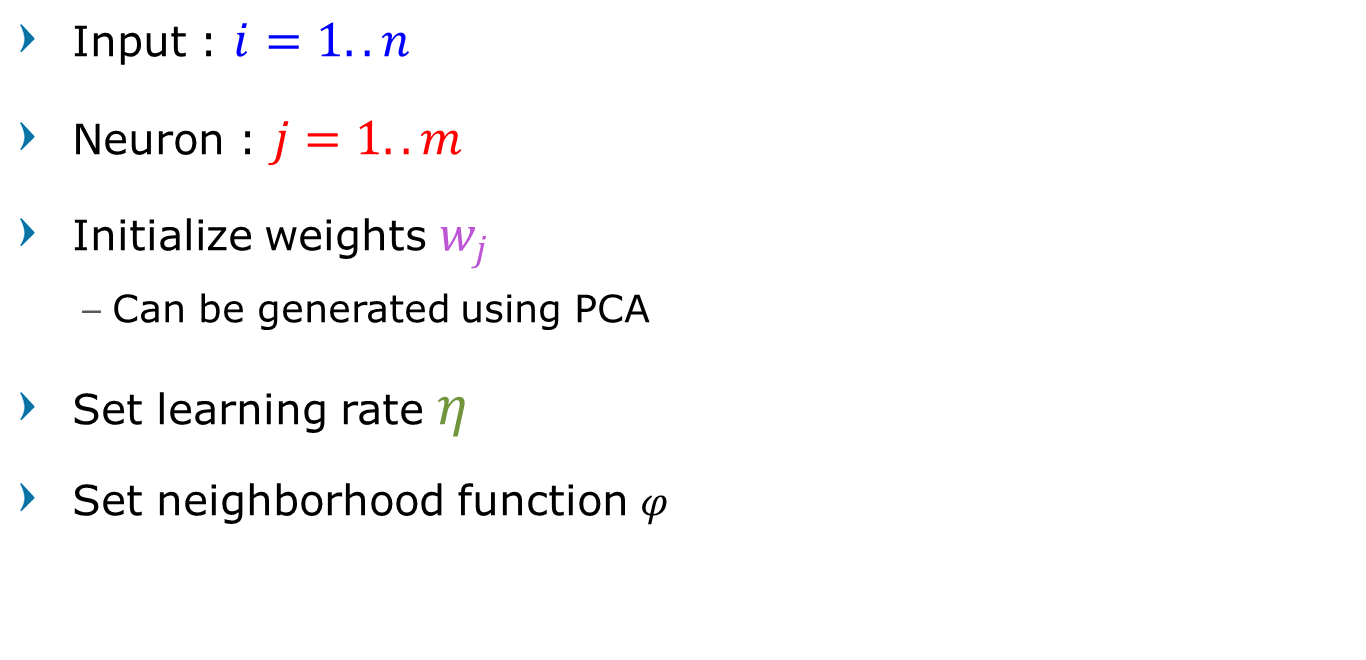 Input : i = 1..n
Neuron : j = 1..m
Initialize weights w_j
– Can be generated using PCA
Set learning rate η
Set neighborhood function φ